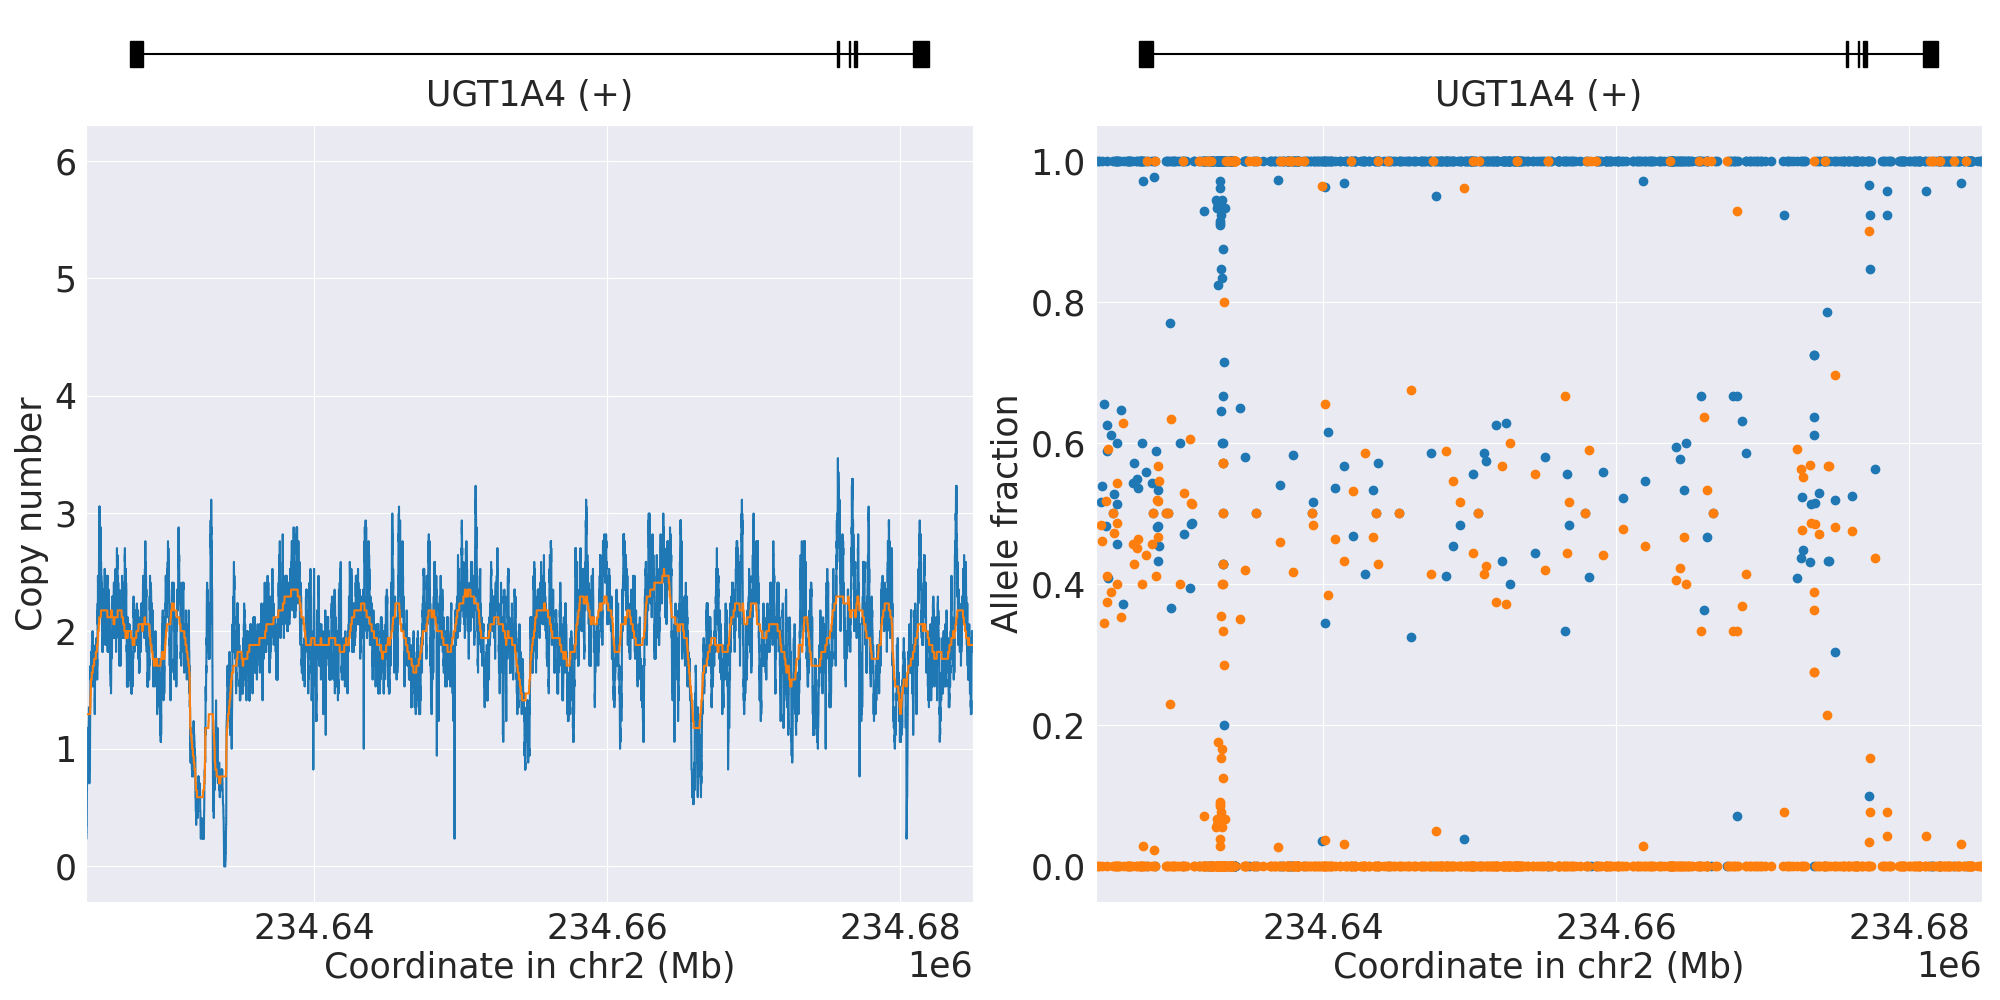 UGT1A4 (+)
6
5
4
3
2
1
0
Copy number
234.64
234.66
234.68
Coordinate in chr2 (Mb)
1e6
UGT1A4 (+)
1.0
0.8
0.6
0.4
0.2
0.0
Allele fraction
234.64
234.66
234.68
Coordinate in chr2 (Mb)
1e6